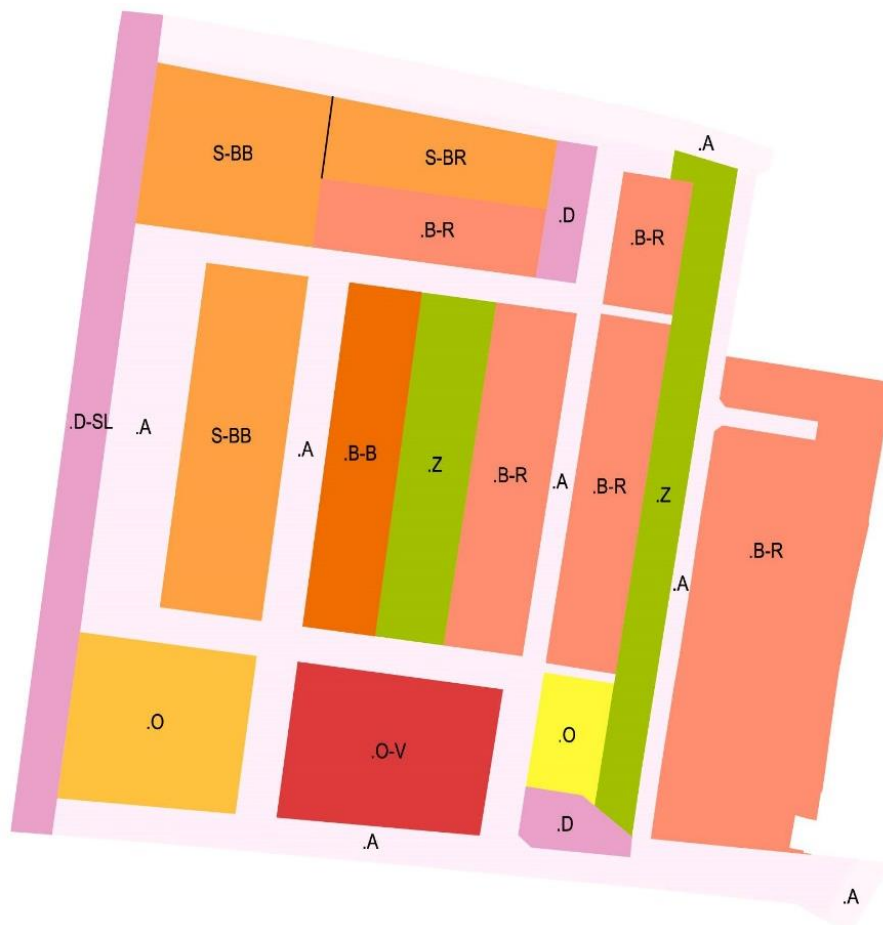 .A
S-BB
S-BR
.D
.B-R
.B-R
.D-SL
.A
S-BB
.A
.B-B
.Z
.B-R
.A
.B-R
.Z
.B-R
.A
.O
.O-V
.O
.D
.A
.A